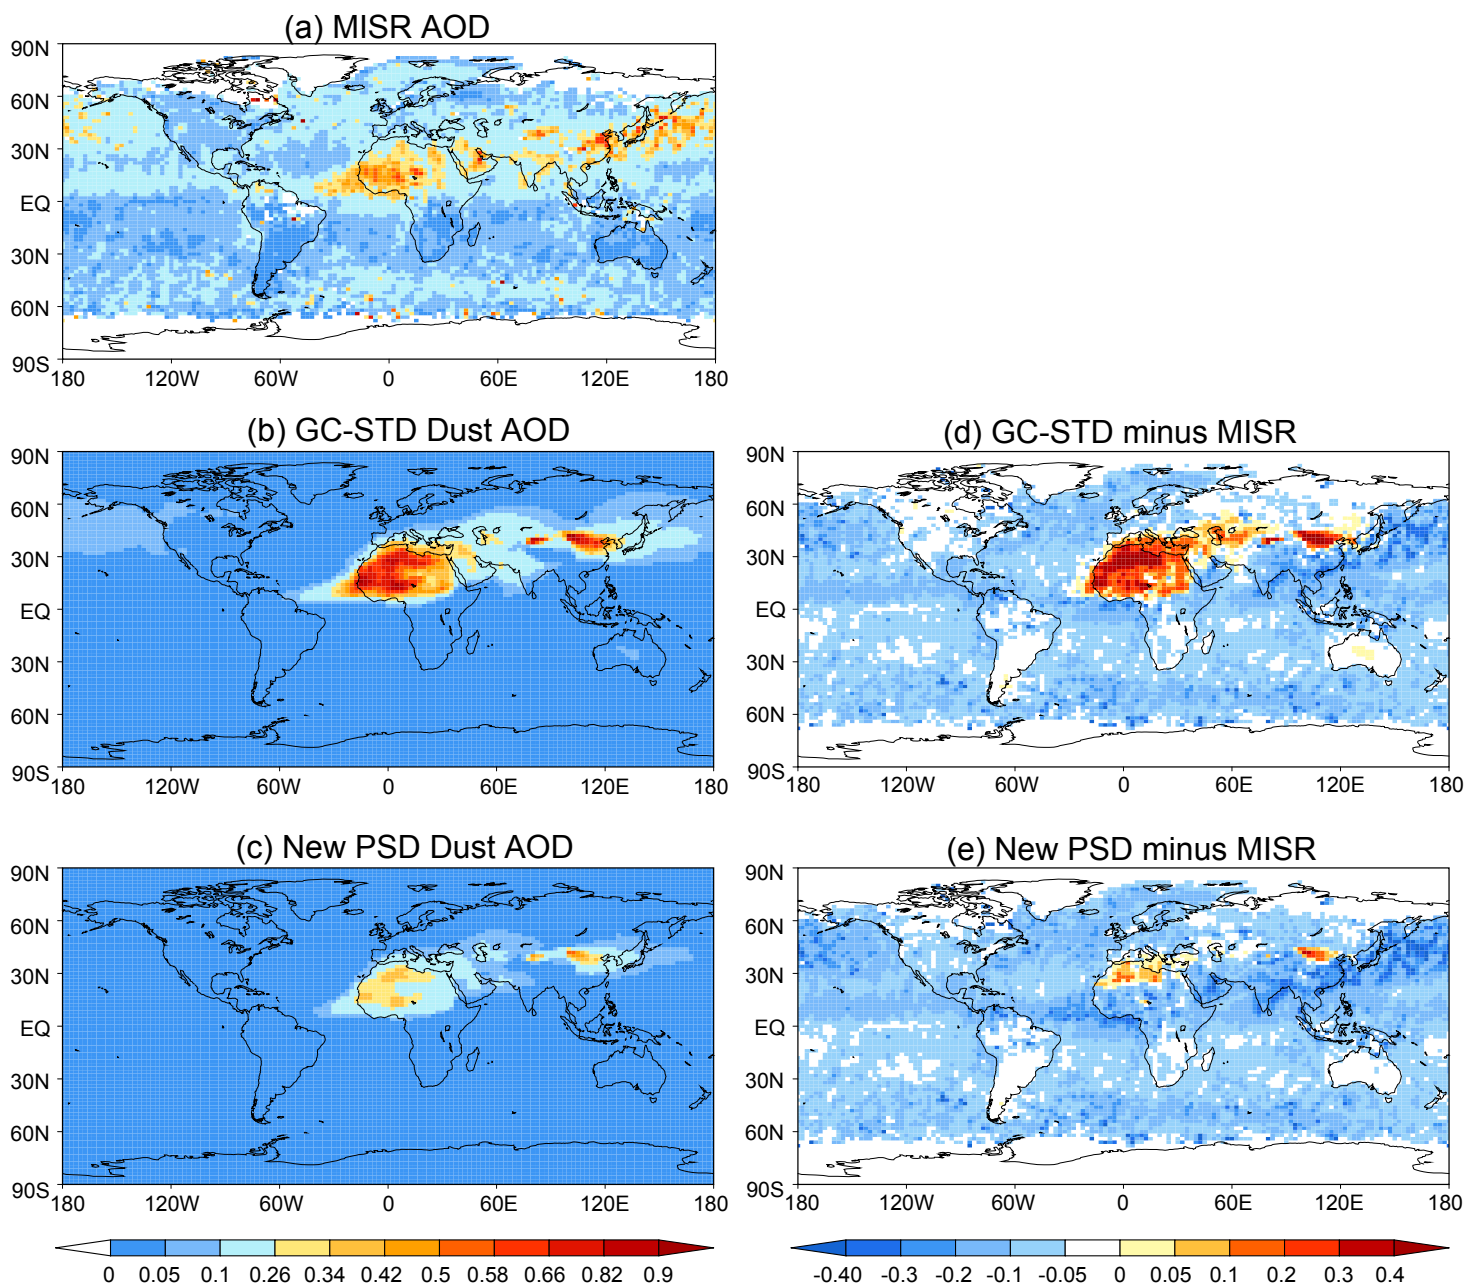 (a) MISR AOD
90N
60N
30N
EQ
30N
60N
90S
180 120W 60W 0 60E 120E 180
(b) GC-STD Dust AOD
90N
60N
30N
EQ
30N
60N
90S
180 120W 60W 0 60E 120E 180
(d) GC-STD minus MISR
90N
60N
30N
EQ
30N
60N
90S
180 120W 60W 0 60E 120E 180
(c) New PSD Dust AOD
90N
60N
30N
EQ
30N
60N
90S
180 120W 60W 0 60E 120E 180
(e) New PSD minus MISR
90N
60N
30N
EQ
30N
60N
90S
180 120W 60W 0 60E 120E 180
0 0.05 0.1 0.26 0.34 0.42 0.5 0.58 0.66 0.82 0.9
-0.40 -0.3 -0.2 -0.1 -0.05 0 0.05 0.1 0.2 0.3 0.4